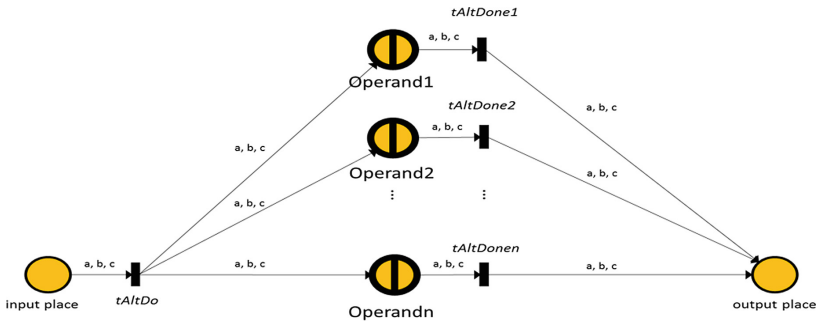 tAltDone1
a, b, c
Operand1
a, b, c
tAltDone2
a, b, c
a, b, c
Operand2
a, b, c
a, b, c
...
...
tAltDonen
a, b, c
a, b, c
a, b, c
a, b, c
input place
tAltDo
Operandn
output place